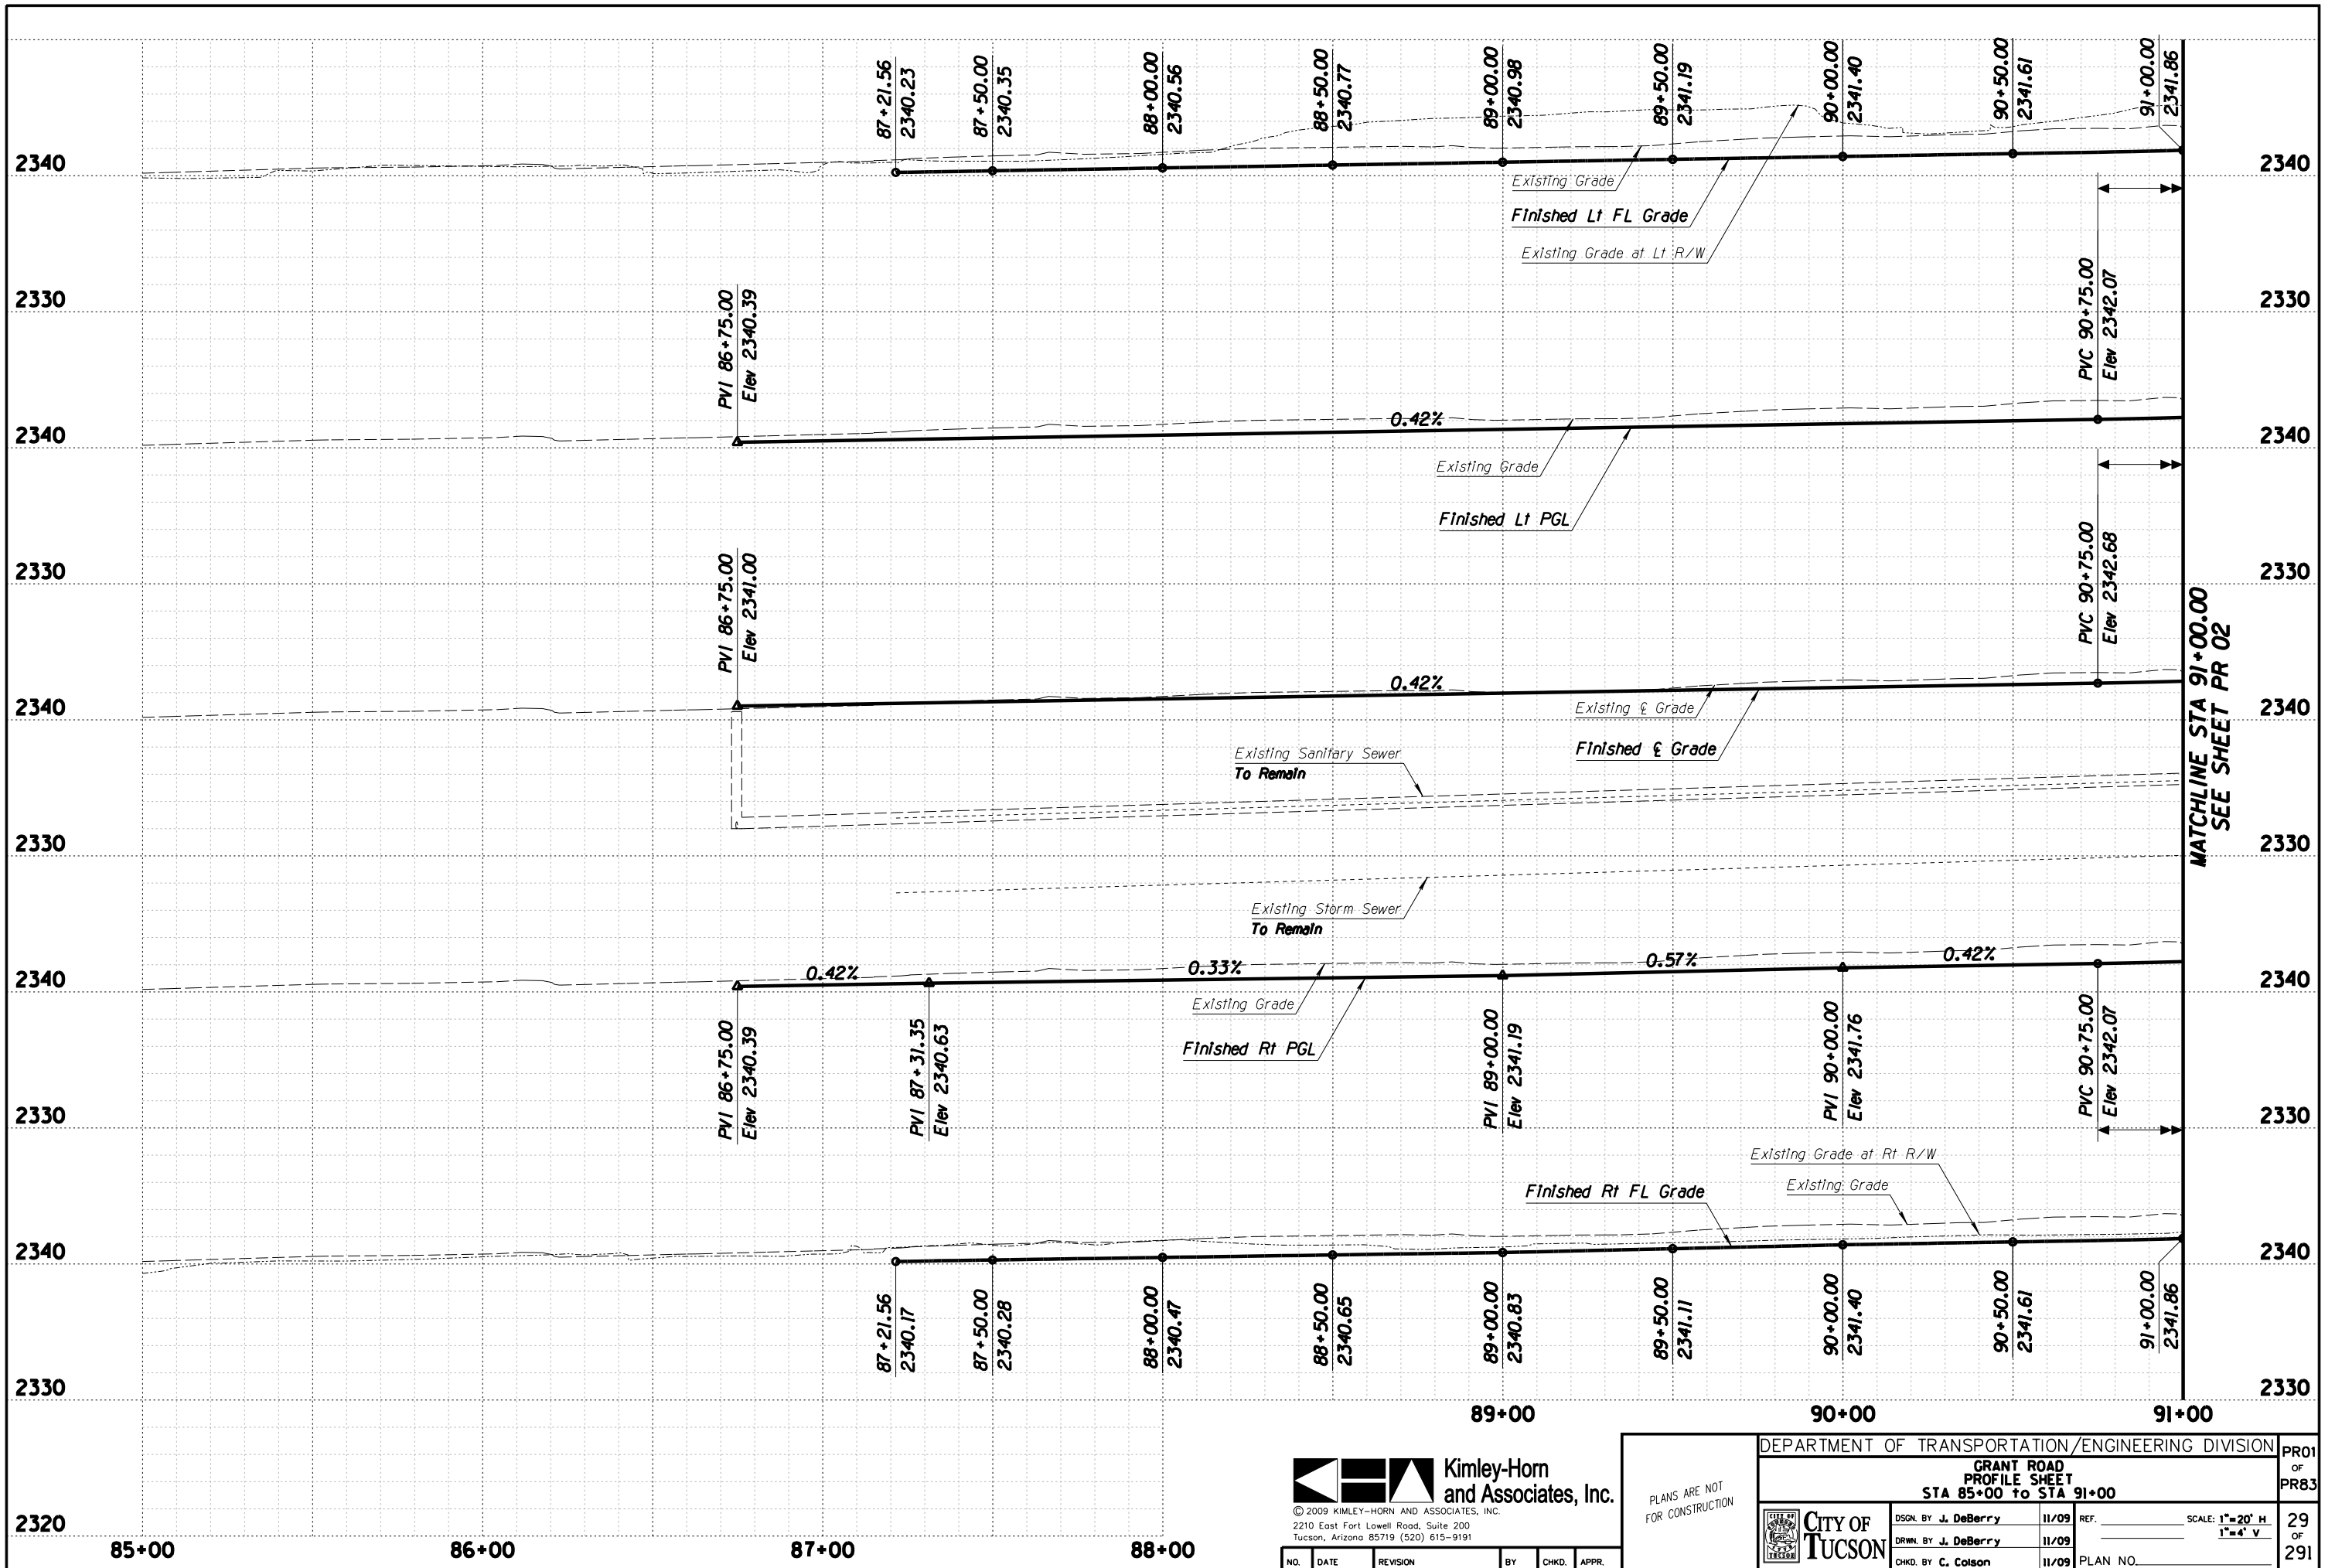 87+21.56
2340.23
87+50.00
2340.35
88+00.00
2340.56
88+50.00
2340.77
89+00.00
2340.98
89+50.00
2341.19
90+00.00
2341.40
90+50.00
2341.61
91+00.00
2341.86
2340
2340
Existing Grade
Finished Lt FL Grade
Existing Grade at Lt R/W
2330
2330
PVI 86+75.00
Elev 2340.39
PVC 90+75.00
Elev 2342.07
0.42%
2340
2340
Existing Grade
Finished Lt PGL
2330
2330
PVI 86+75.00
Elev 2341.00
PVC 90+75.00
Elev 2342.68
MATCHLINE STA 91+00.00
SEE SHEET PR 02
0.42%
2340
2340
Existing ℄ Grade
Finished ℄ Grade
Existing Sanitary Sewer
To Remain
2330
2330
Existing Storm Sewer
To Remain
0.42%
0.33%
0.57%
0.42%
2340
2340
Existing Grade
Finished Rt PGL
PVI 86+75.00
Elev 2340.39
PVI 87+31.35
Elev 2340.63
PVI 89+00.00
Elev 2341.19
PVI 90+00.00
Elev 2341.76
PVC 90+75.00
Elev 2342.07
2330
2330
Existing Grade at Rt R/W
Existing Grade
Finished Rt FL Grade
2340
2340
87+21.56
2340.17
87+50.00
2340.28
88+00.00
2340.47
88+50.00
2340.65
89+00.00
2340.83
89+50.00
2341.11
90+00.00
2341.40
90+50.00
2341.61
91+00.00
2341.86
2330
2330
89+00
90+00
91+00
2320
85+00
86+00
87+00
88+00
Kimley-Horn
and Associates, Inc.
© 2009 KIMLEY-HORN AND ASSOCIATES, INC.
2210 East Fort Lowell Road, Suite 200
Tucson, Arizona 85719 (520) 615-9191
NO. DATE REVISION BY CHKD. APPR.
PLANS ARE NOT
FOR CONSTRUCTION
DEPARTMENT OF TRANSPORTATION/ENGINEERING DIVISION
GRANT ROAD
PROFILE SHEET
STA 85+00 to STA 91+00
PR01
OF
PR83
CITY OF
TUCSON
CITY OF
TUCSON
DSGN. BY J. DeBerry 11/09
DRWN. BY J. DeBerry 11/09
CHKD. BY C. Colson 11/09
REF.
SCALE: 1"=20' H
1"=4' V
PLAN NO.
29
OF
291